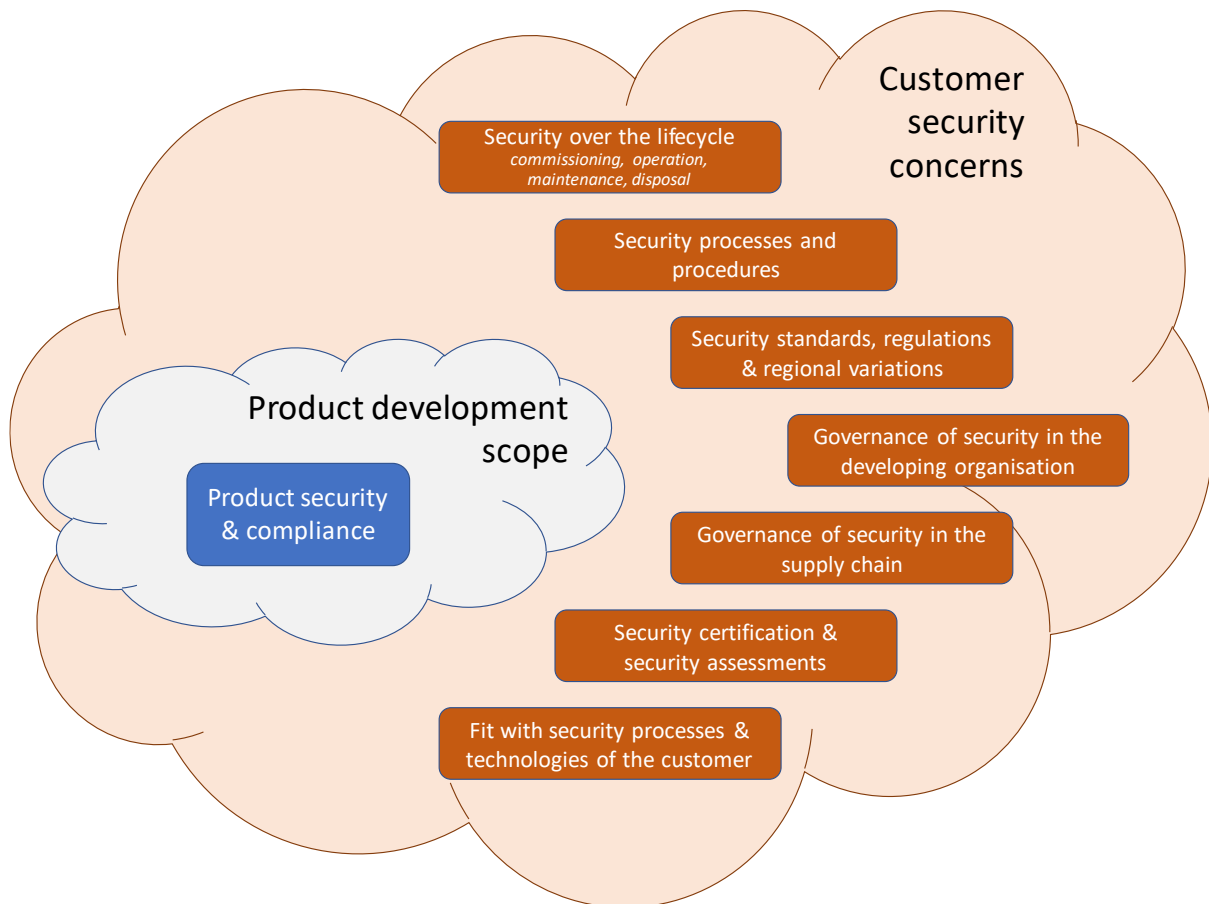 Customer
security
concerns
Security over the lifecycle
commissioning, operation,
maintenance, disposal
Security processes and
procedures
Security standards, regulations
& regional variations
Product development
scope
Product security
& compliance
Governance of security in the
developing organisation
Governance of security in the
supply chain
Security certification &
security assessments
Fit with security processes &
technologies of the customer